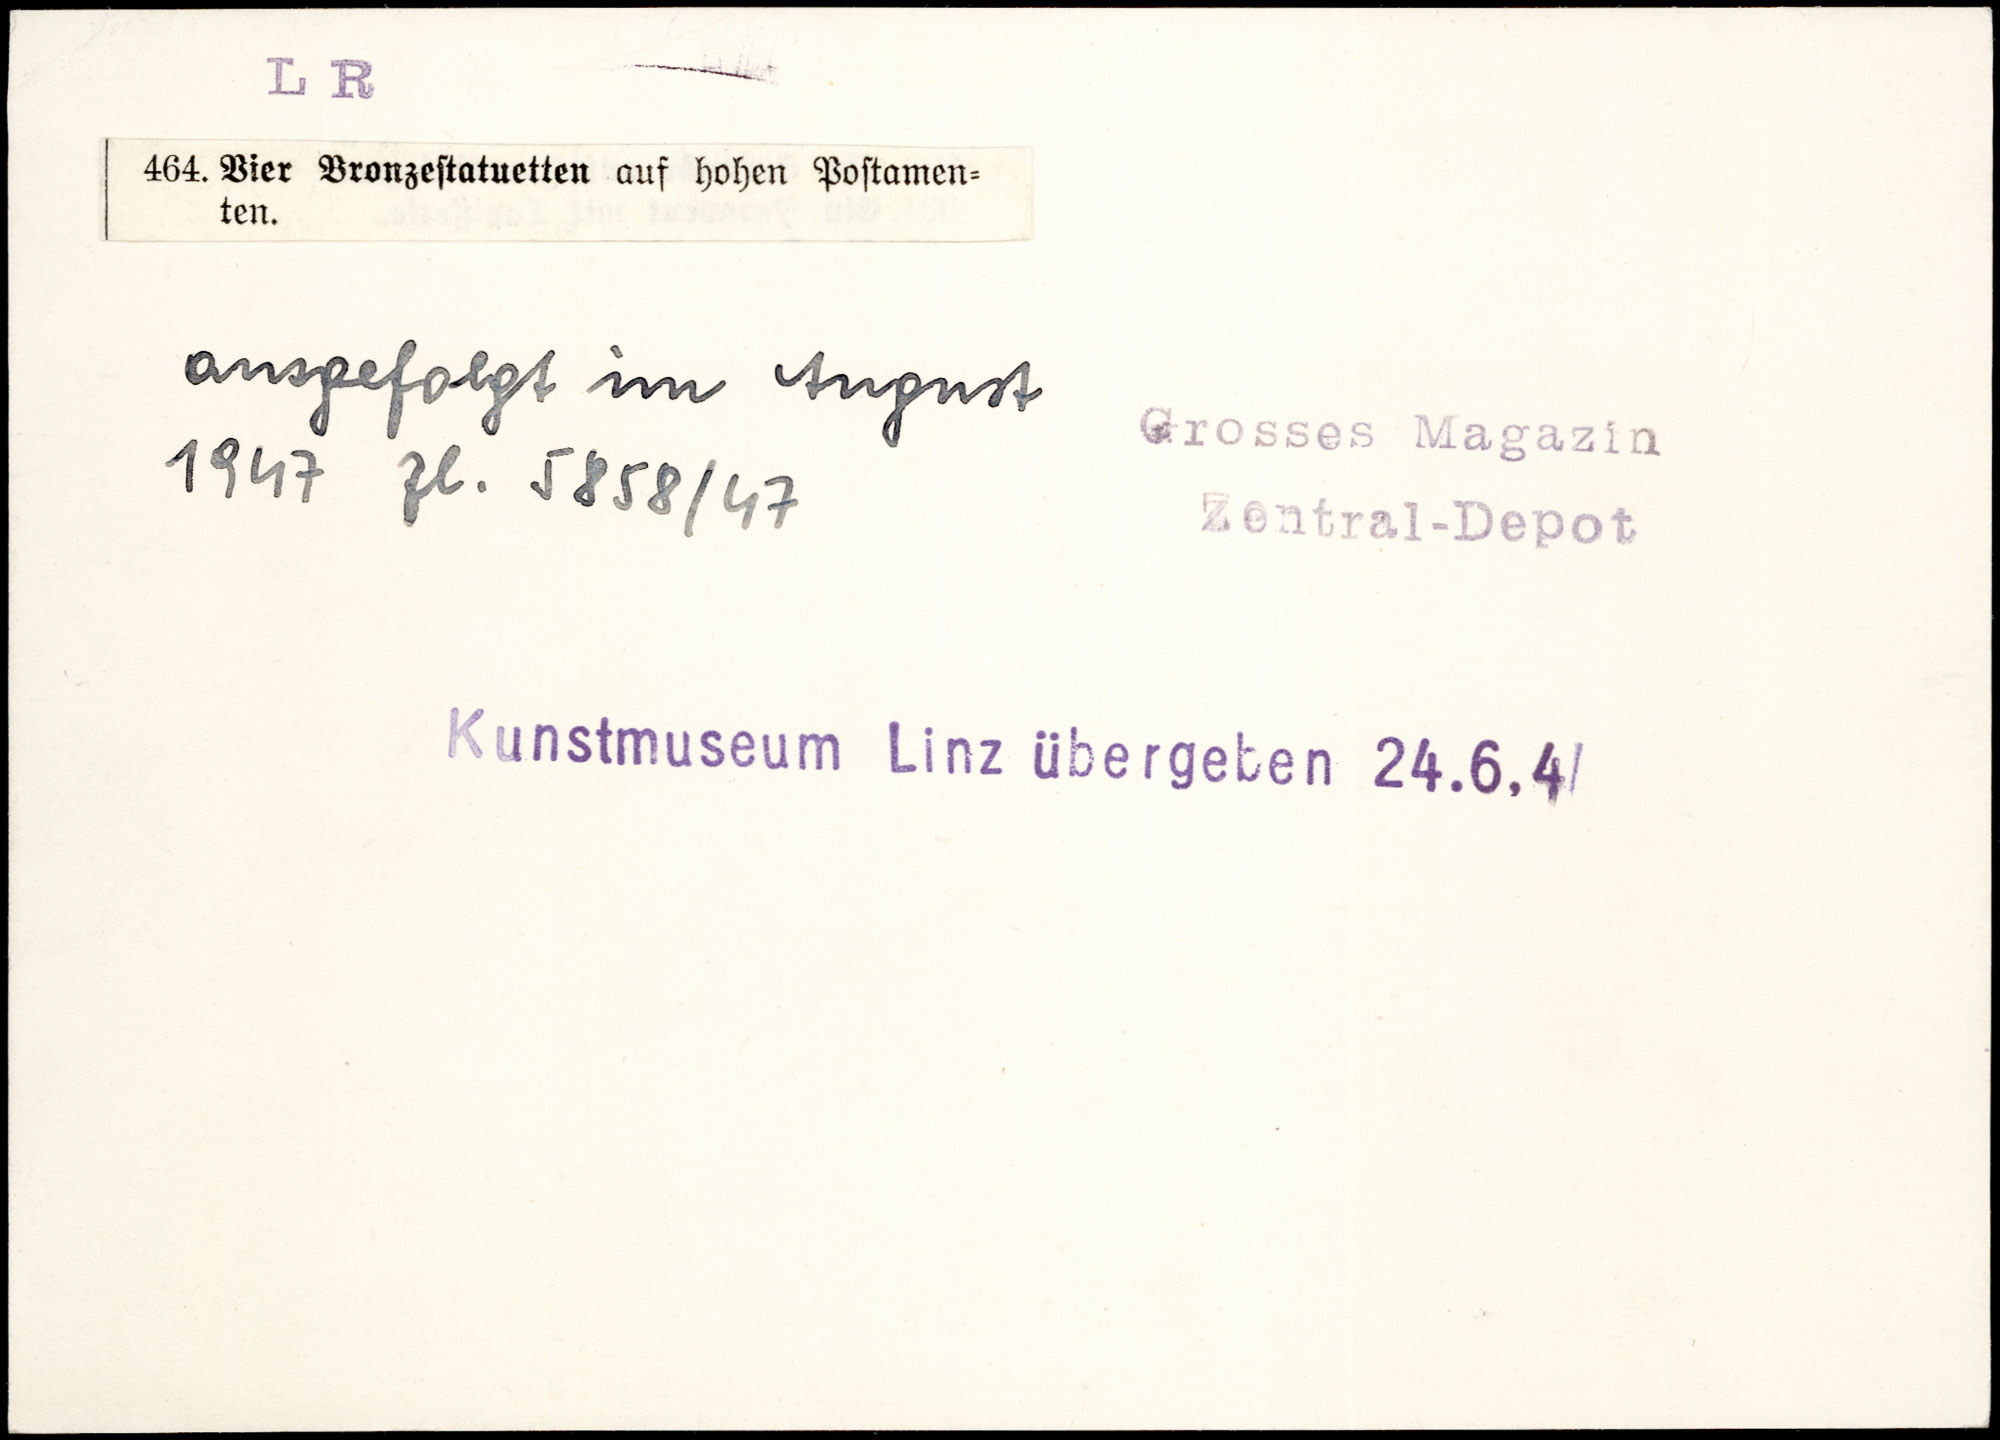 L R
464. Vier Bronzestatuetten auf hohen Postamen=
ten.
ausgefolgt im August
1947 Zl. 5858/47
Grosses Magazin
Zentral-Depot
Kunstmuseum Linz übergeben 24.6.41